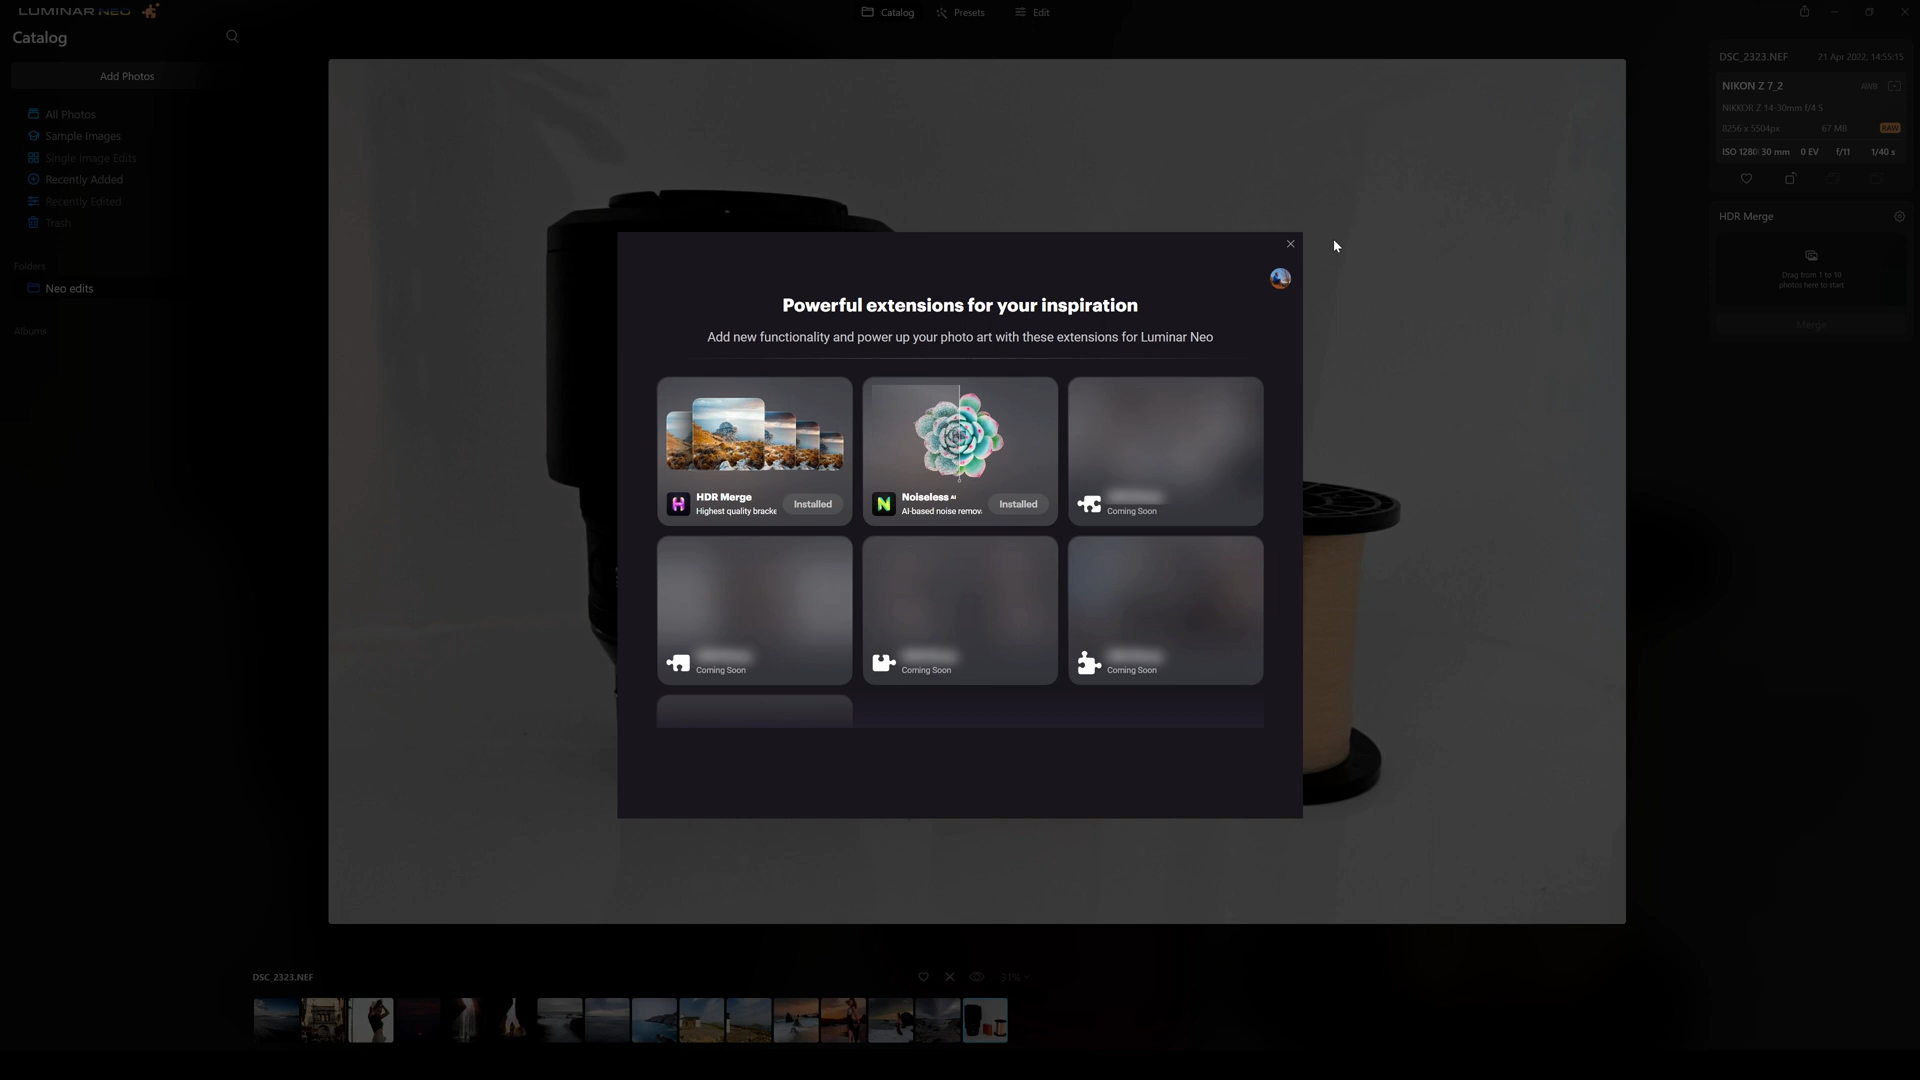 LUMINAR NEO
Catalog
Presets
Edit
Catalog
Add Photos
All Photos
Sample Images
Single Image Edits
Recently Added
Recently Edited
Trash
Folders
Neo edits
Albums
DSC_2323.NEF
21 Apr 2022, 14:55:15
NIKON Z 7_2
AWB
NIKKOR Z 14-30mm f/4 S
8256 x 5504px
67 MB
RAW
ISO 1280
30 mm
0 EV
f/11
1/40 s
HDR Merge
Drag from 1 to 10
photos here to start
Merge
Powerful extensions for your inspiration
Add new functionality and power up your photo art with these extensions for Luminar Neo
HDR Merge
Highest quality bracke
Installed
Noiseless AI
AI-based noise remov
Installed
Coming Soon
Coming Soon
Coming Soon
Coming Soon
DSC_2323.NEF
31%